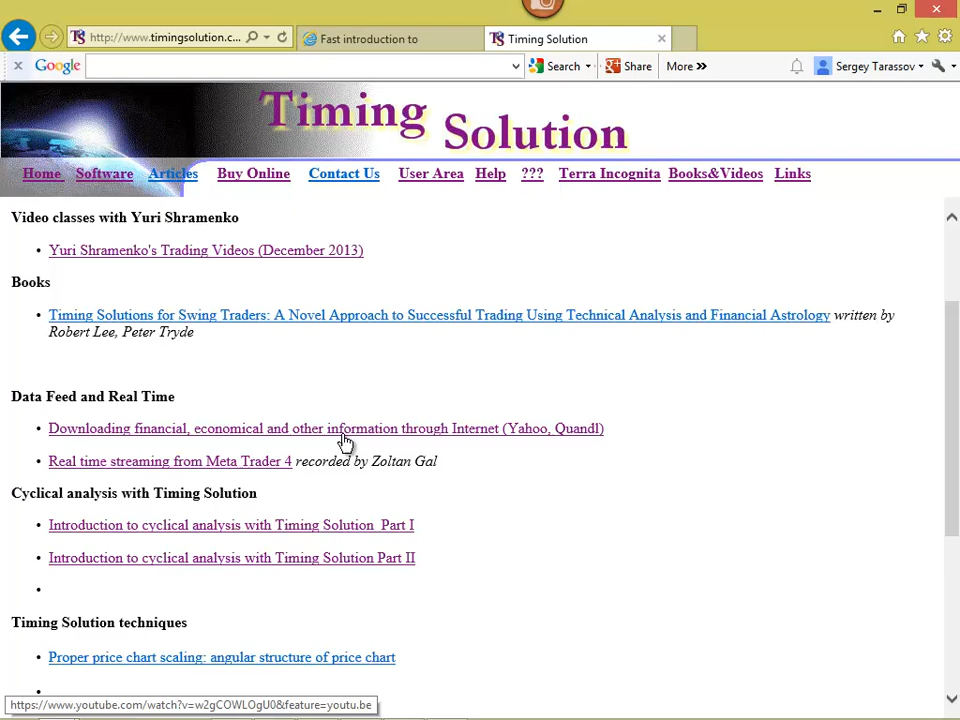 http://www.timingsolution.c...
Fast introduction to
Timing Solution
Google
Search
Share
More »
Sergey Tarassov
Timing Solution
Home Software Articles Buy Online Contact Us User Area Help ??? Terra Incognita Books&Videos Links
Video classes with Yuri Shramenko
• Yuri Shramenko's Trading Videos (December 2013)
Books
• Timing Solutions for Swing Traders: A Novel Approach to Successful Trading Using Technical Analysis and Financial Astrology written by
Robert Lee, Peter Tryde
Data Feed and Real Time
• Downloading financial, economical and other information through Internet (Yahoo, Quandl)
• Real time streaming from Meta Trader 4 recorded by Zoltan Gal
Cyclical analysis with Timing Solution
• Introduction to cyclical analysis with Timing Solution Part I
• Introduction to cyclical analysis with Timing Solution Part II
•
Timing Solution techniques
• Proper price chart scaling: angular structure of price chart
•
https://www.youtube.com/watch?v=w2gCOWLOgU0&feature=youtu.be